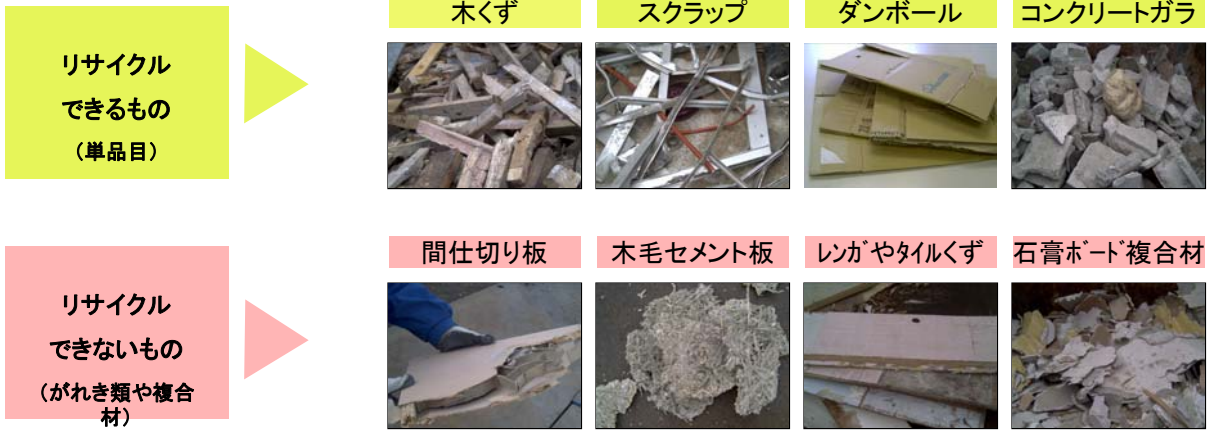 リサイクル
できるもの
（単品目）
木くず
スクラップ
ダンボール
コンクリートガラ
リサイクル
できないもの
（がれき類や複合
材）
間仕切り板
木毛セメント板
ﾚﾝｶﾞやﾀｲﾙくず
石膏ﾎﾞｰﾄﾞ複合材